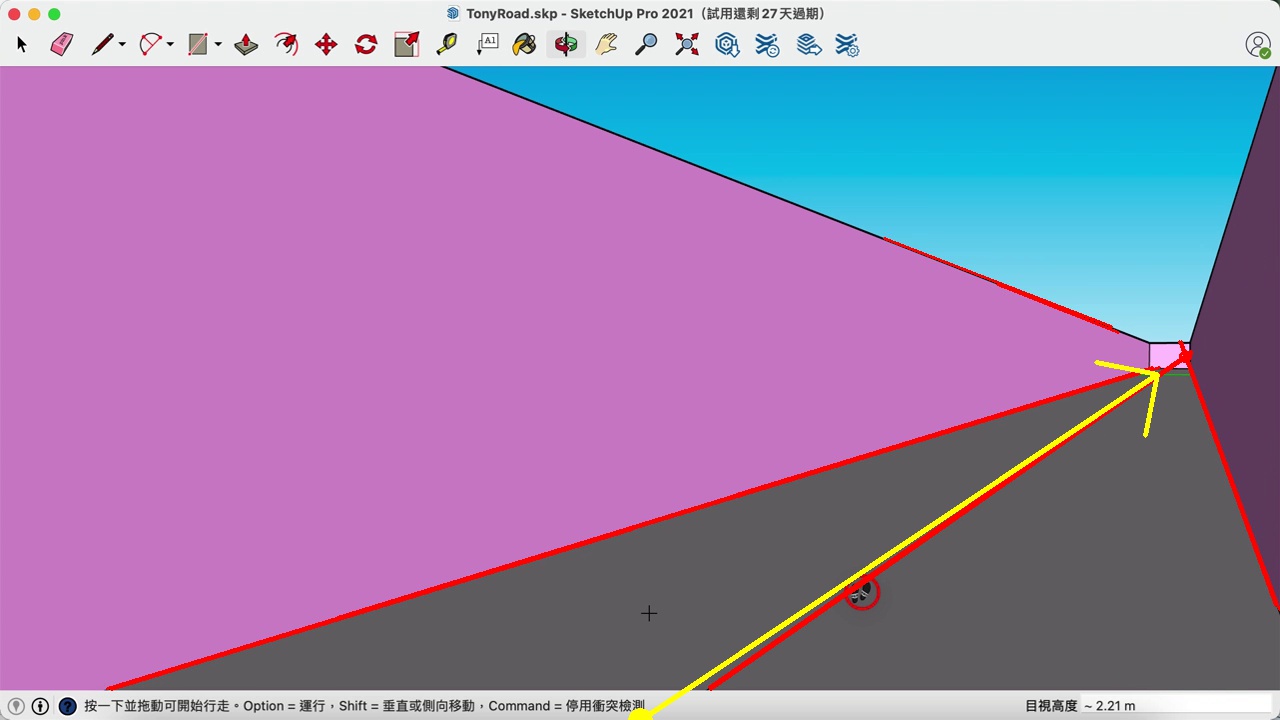 TonyRoad.skp - SketchUp Pro 2021（試用還剩 27 天過期）
A1
按一下並拖動可開始行走。Option = 運行，Shift = 垂直或側向移動，Command = 停用衝突檢測
目視高度 ~ 2.21 m